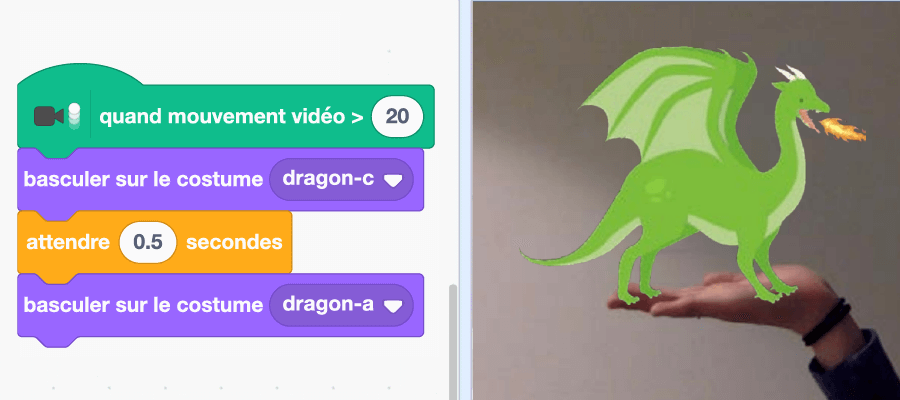 quand mouvement vidéo > 20
basculer sur le costume dragon-c
attendre 0.5 secondes
basculer sur le costume dragon-a